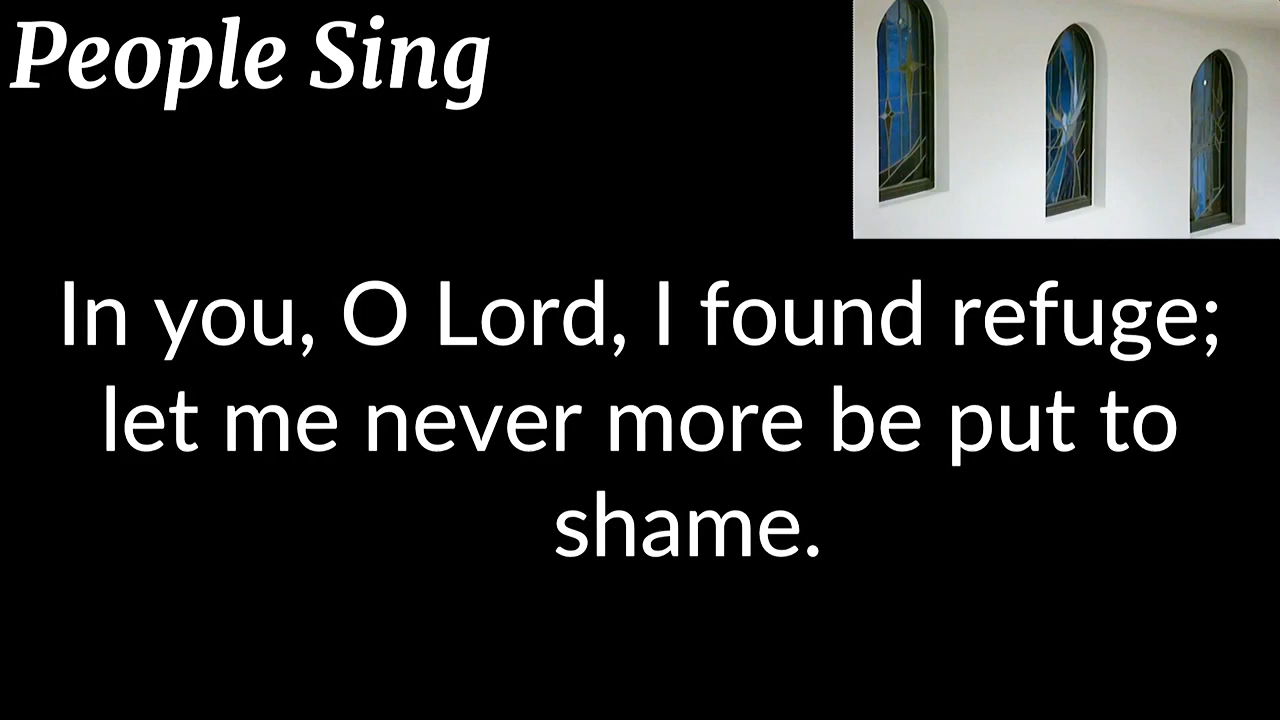 People Sing
In you, O Lord, I found refuge;
let me never more be put to
shame.